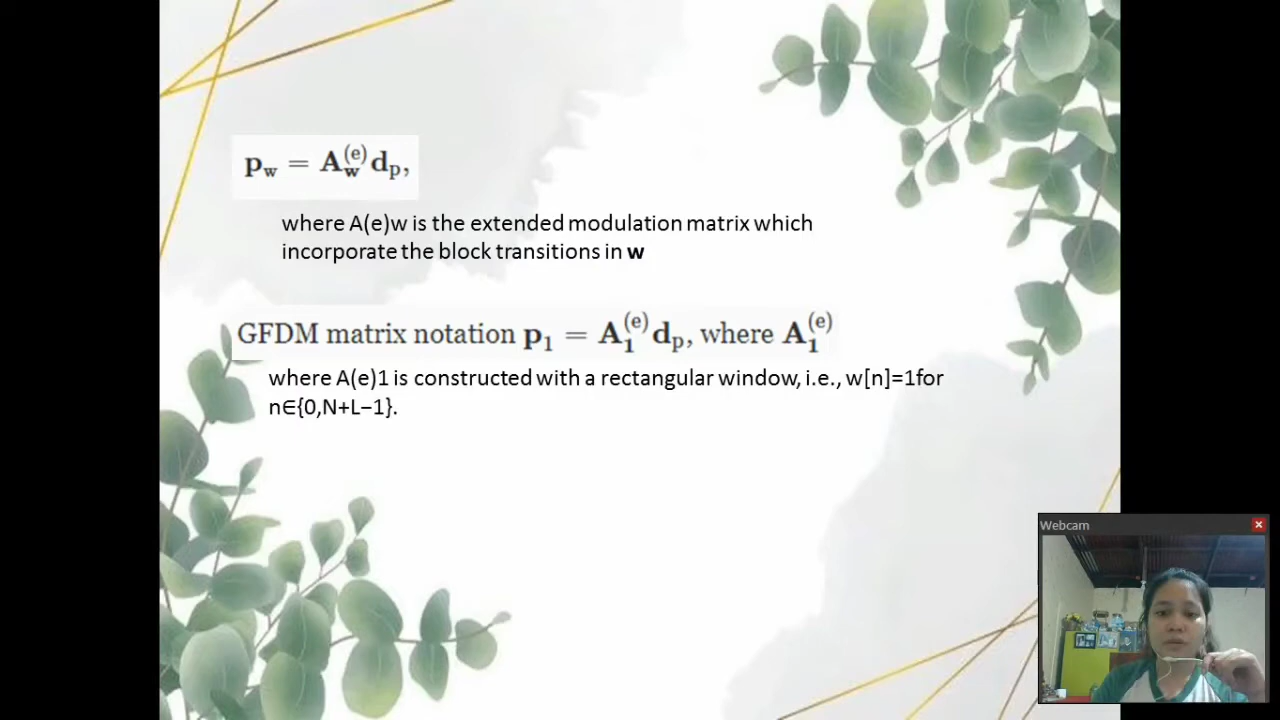 p_w = A_w^(e) d_p,
where A(e)w is the extended modulation matrix which
incorporate the block transitions in w
GFDM matrix notation p_1 = A_1^(e) d_p, where A_1^(e)
where A(e)1 is constructed with a rectangular window, i.e., w[n]=1for
n∈{0,N+L−1}.
Webcam